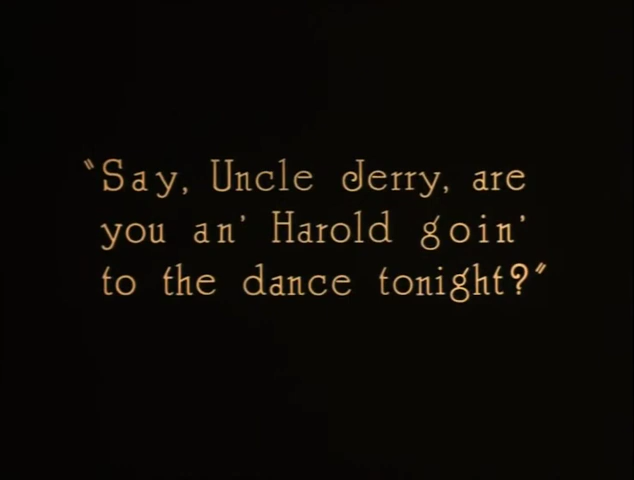 "Say, Uncle Jerry, are
you an' Harold goin'
to the dance tonight?"